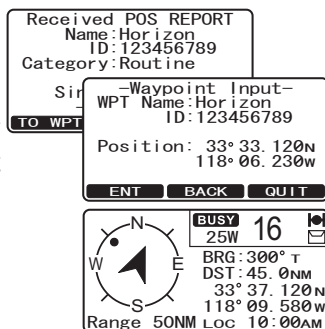 Received POS REPORT
Name:Horizon
ID:123456789
Category:Routine
TO WPT
-Waypoint Input-
WPT Name:Horizon
ID:123456789
Position: 33°33.120N
118°06.230W
ENT BACK QUIT
N
W E
S
BUSY 16
25W
BRG:300° T
DST:45.0NM
33°37.120N
118°09.580W
Range 50NM LOC 10:00AM